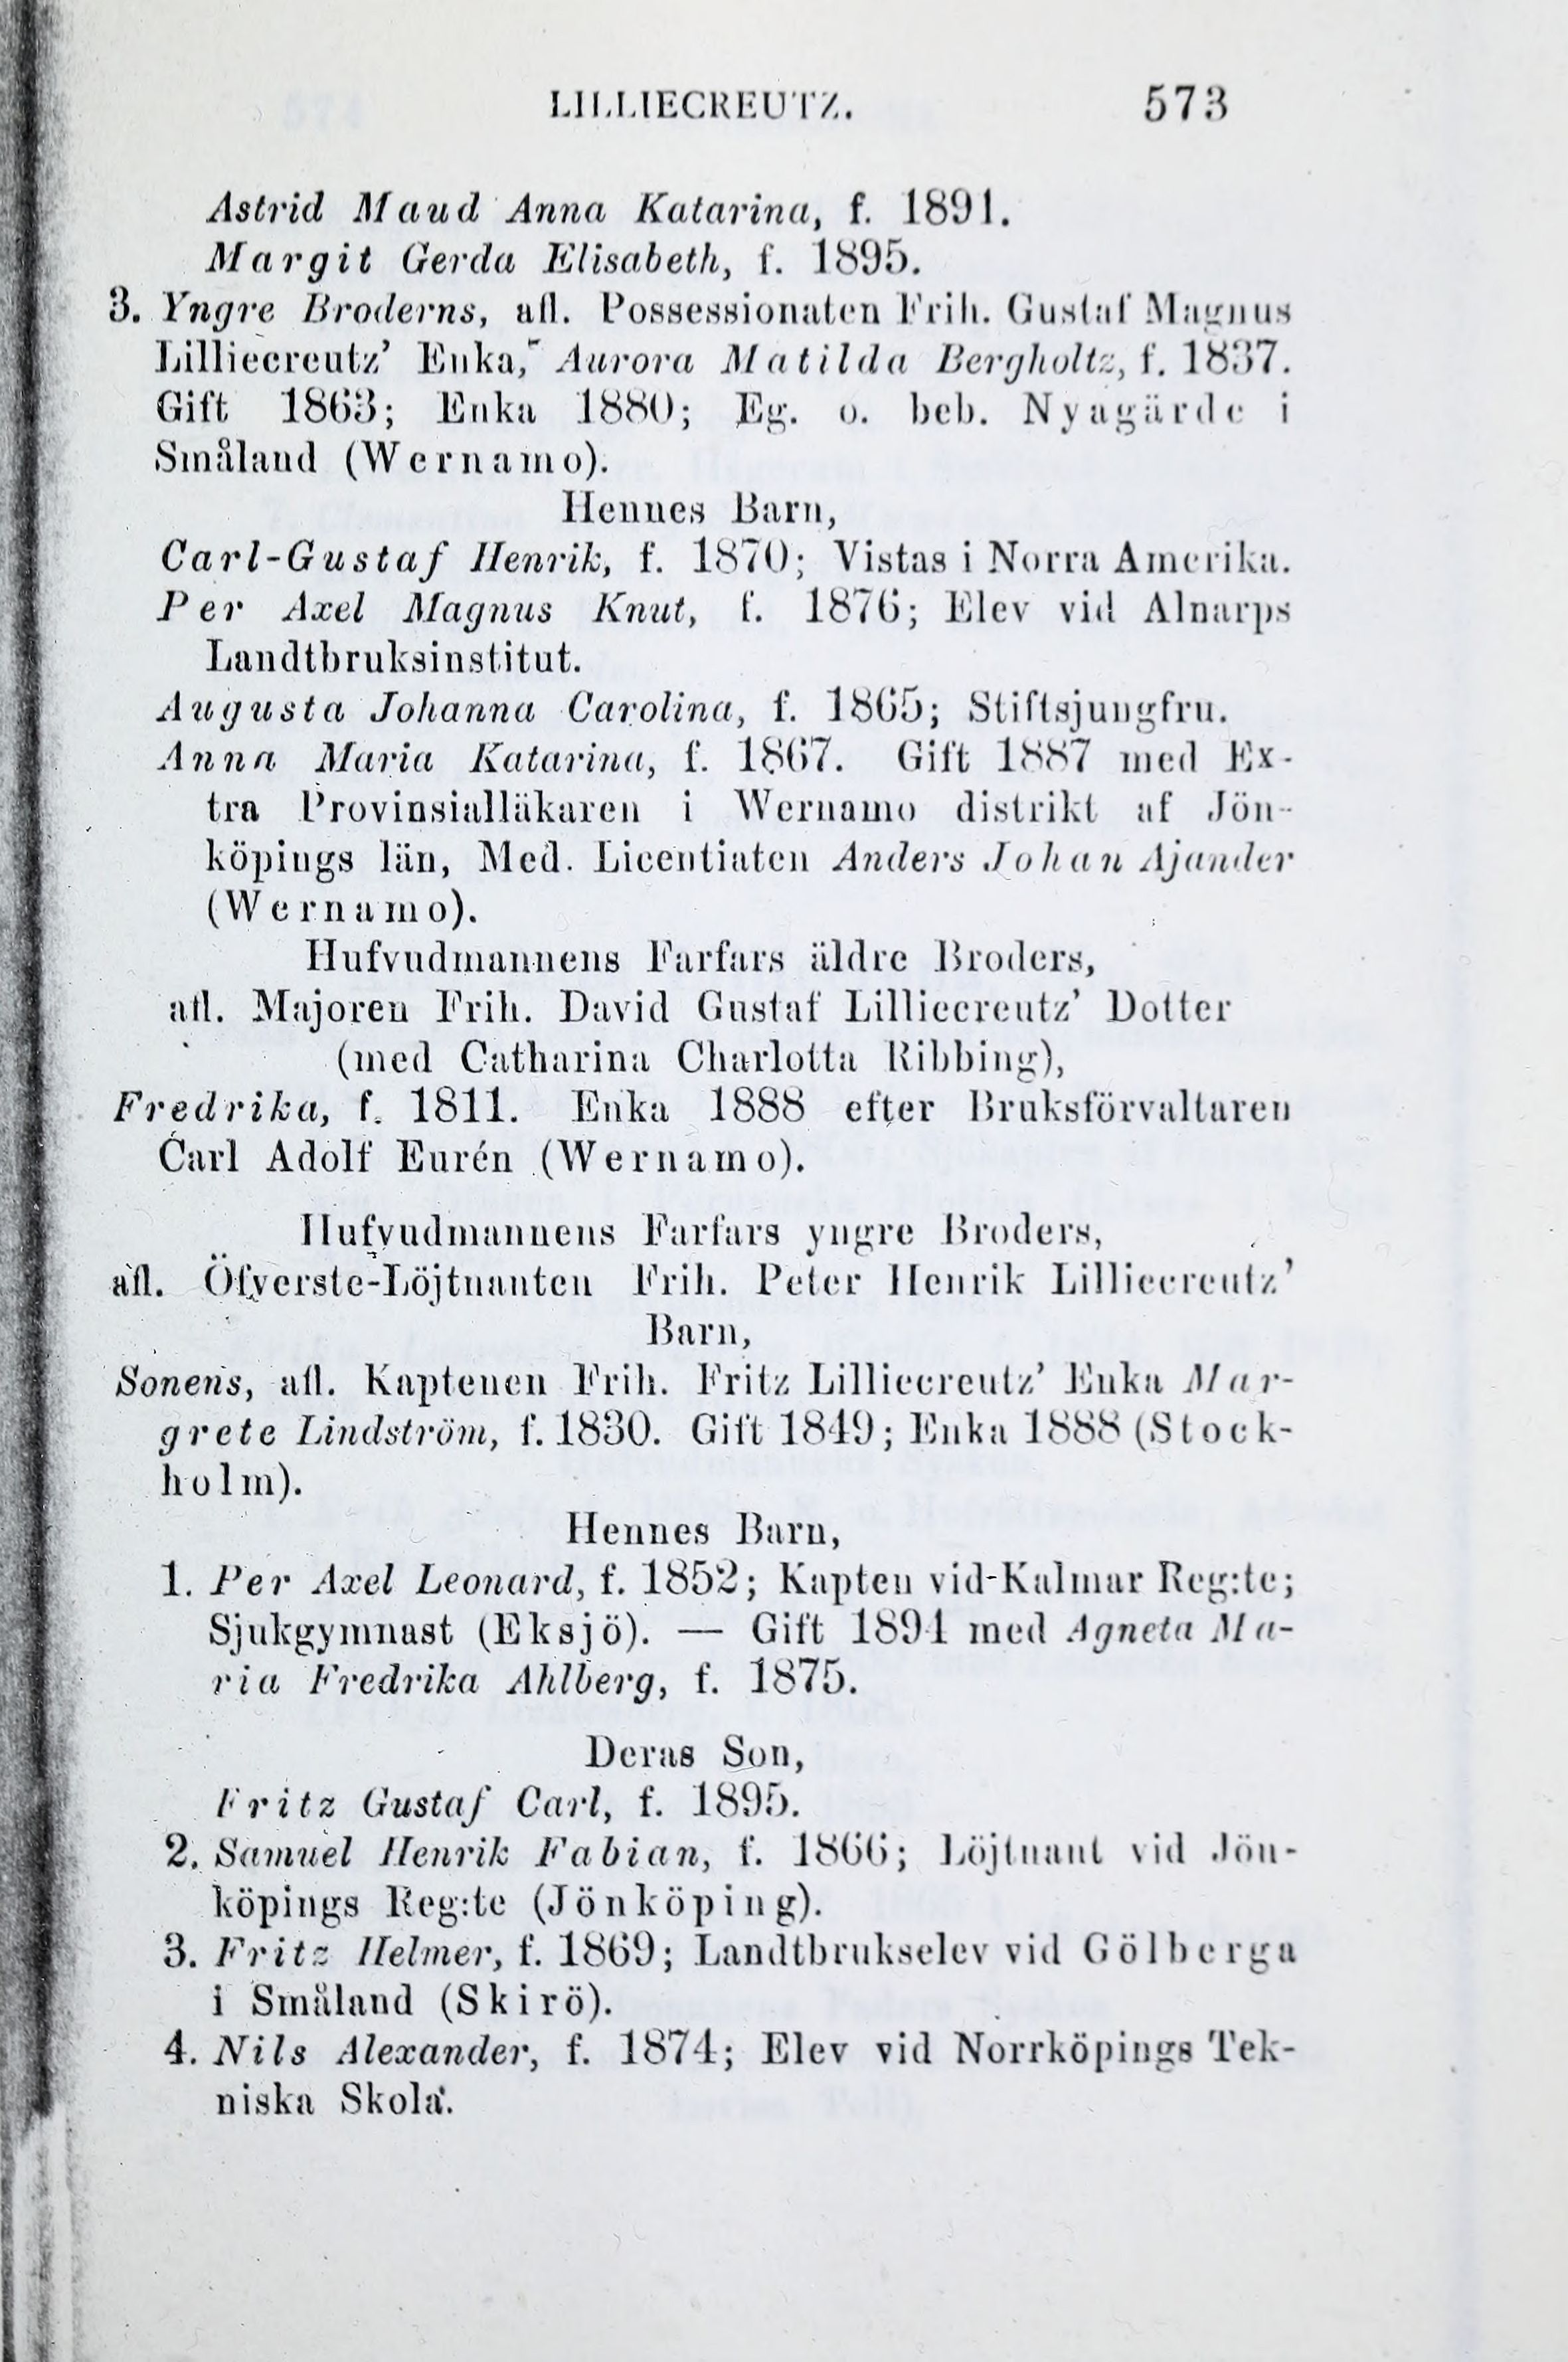 LILLIECREUTZ. 573
Astrid Maud Anna Katarina, f. 1891.
Margit Gerda Elisabeth, f. 1895.
3. Yngre Broderns, afl. Possessionaten Frih. Gustaf Magnus
Lilliecreutz' Enka, Aurora Matilda Bergholtz, f. 1837.
Gift 1863; Enka 1880; Eg. o. beb. Nyagärde i
Småland (Wernamo).
Hennes Barn,
Carl-Gustaf Henrik, f. 1870; Vistas i Norra Amerika.
Per Axel Magnus Knut, f. 1876; Elev vid Alnarps
Landtbruksinstitut.
Augusta Johanna Carolina, f. 1865; Stiftsjungfru.
Anna Maria Katarina, f. 1867. Gift 1887 med Ex-
tra Provinsialläkaren i Wernamo distrikt af Jön-
köpings län, Med. Licentiaten Anders Johan Ajander
(Wernamo).
Hufvudmannens Farfars äldre Broders,
afl. Majoren Frih. David Gustaf Lilliecreutz' Dotter
(med Catharina Charlotta Ribbing),
Fredrika, f. 1811. Enka 1888 efter Bruksförvaltaren
Carl Adolf Eurén (Wernamo).
Hufvudmannens Farfars yngre Broders,
afl. Öfverste-Löjtnanten Frih. Peter Henrik Lilliecreutz'
Barn,
Sonens, afl. Kaptenen Frih. Fritz Lilliecreutz' Enka Mar-
grete Lindström, f. 1830. Gift 1849; Enka 1888 (Stock-
holm).
Hennes Barn,
1. Per Axel Leonard, f. 1852; Kapten vid Kalmar Reg:te;
Sjukgymnast (Eksjö). — Gift 1894 med Agneta Ma-
ria Fredrika Ahlberg, f. 1875.
Deras Son,
Fritz Gustaf Carl, f. 1895.
2. Samuel Henrik Fabian, f. 1866; Löjtnant vid Jön-
köpings Reg:te (Jönköping).
3. Fritz Helmer, f. 1869; Landtbrukselev vid Gölberga
i Småland (Skirö).
4. Nils Alexander, f. 1874; Elev vid Norrköpings Tek-
niska Skola.